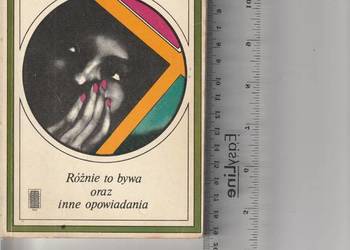 Różnie to bywa
oraz
inne opowiadania
EasyLine